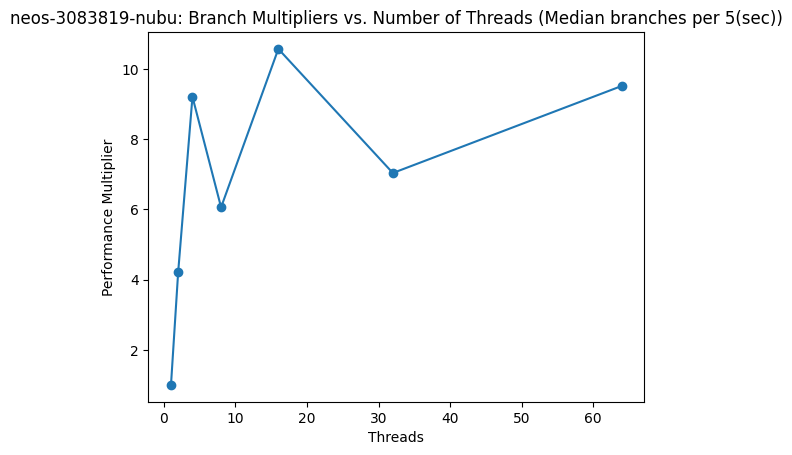 neos-3083819-nubu: Branch Multipliers vs. Number of Threads (Median branches per 5(sec))
10
8
6
4
2
Performance Multiplier
0 10 20 30 40 50 60
Threads